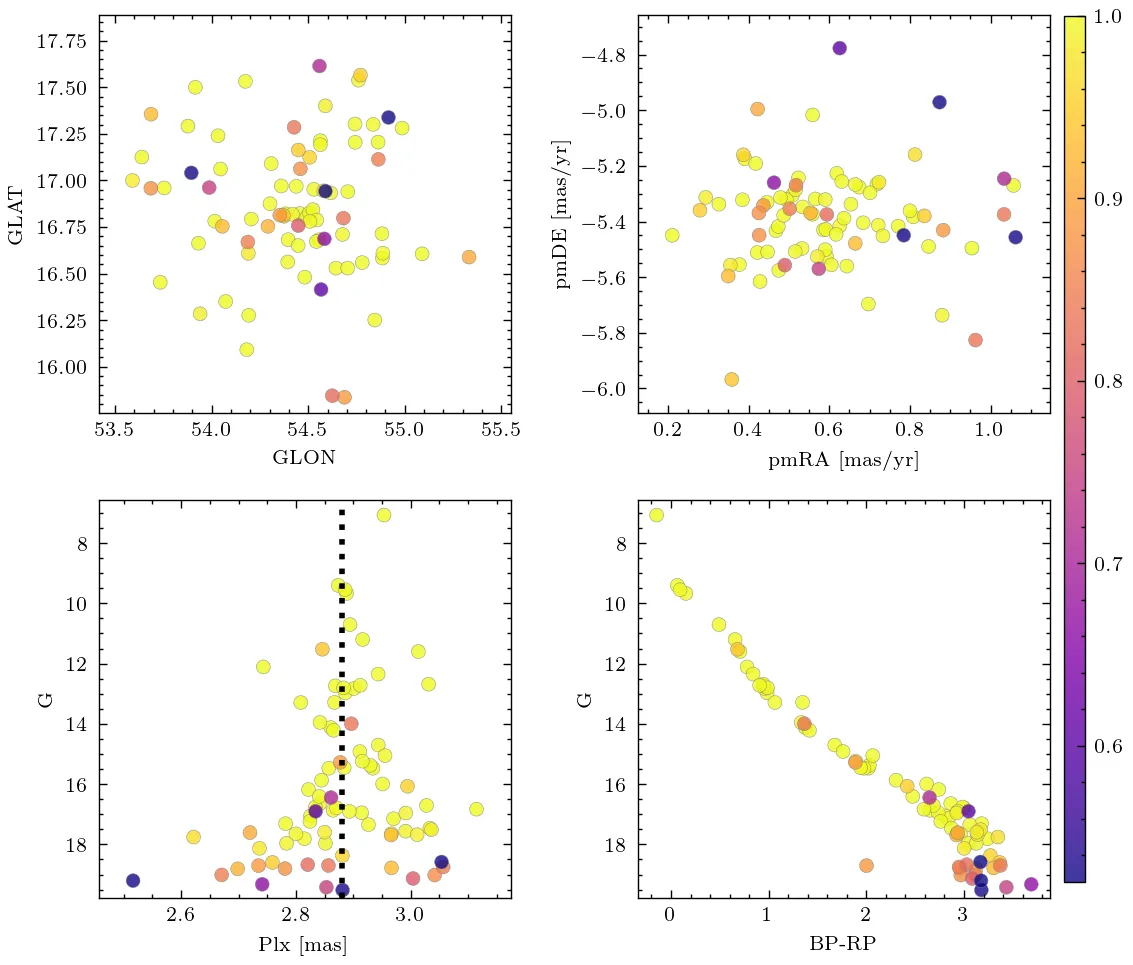 17.75
17.50
17.25
17.00
16.75
16.50
16.25
16.00
GLAT
53.5 54.0 54.5 55.0 55.5
GLON
−4.8
−5.0
−5.2
−5.4
−5.6
−5.8
−6.0
pmDE [mas/yr]
0.2 0.4 0.6 0.8 1.0
pmRA [mas/yr]
1.0
0.9
0.8
0.7
0.6
8
10
12
14
16
18
G
2.6 2.8 3.0
Plx [mas]
8
10
12
14
16
18
G
0 1 2 3
BP-RP